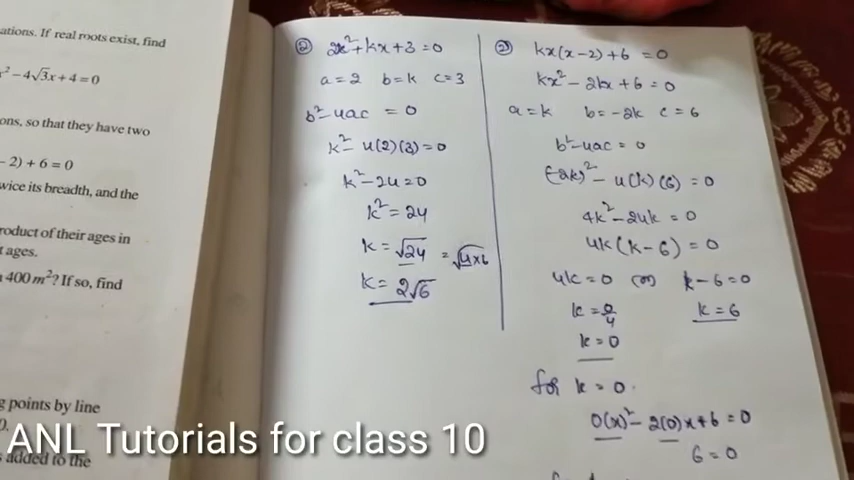 ations. If real roots exist, find
x² − 4√3x + 4 = 0
ons, so that they have two
− 2) + 6 = 0
wice its breadth, and the
roduct of their ages in
t ages.
400 m²? If so, find
g points by line
added to the
② 2x²+kx+3=0
a=2 b=k c=3
b²-4ac = 0
k²- 4(2)(3)=0
k²-24=0
k²=24
k=√24 = √4×6
k= 2√6
② kx(x-2)+6 =0
kx²-2kx+6=0
a=k b=-2k c=6
b²-4ac=0
(-2k)²- 4(k)(6) =0
4k²-24k=0
4k(k-6)=0
4k=0 (or) k-6=0
k=0/4 k=6
k=0
for k=0.
0(x)²-2(0)x+6=0
6=0
ANL Tutorials for class 10